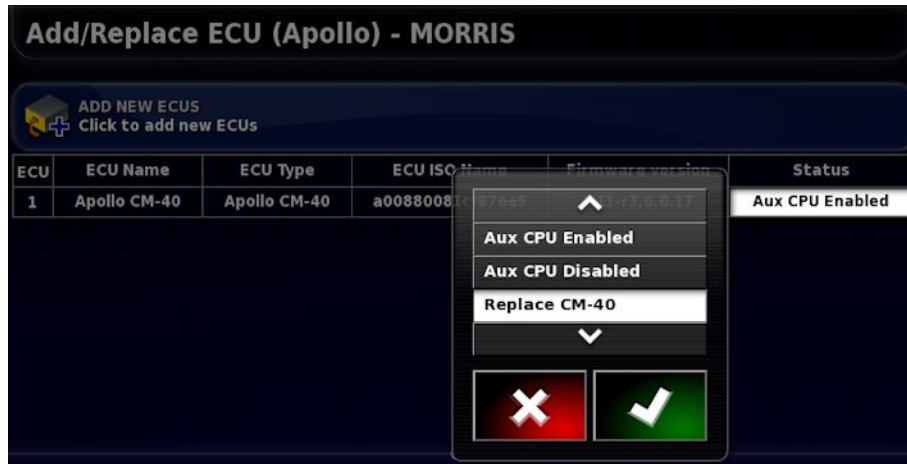 Add/Replace ECU (Apollo) - MORRIS
ADD NEW ECUS
Click to add new ECUs
ECU ECU Name ECU Type ECU ISO Name Firmware version Status
1 Apollo CM-40 Apollo CM-40 Aux CPU Enabled
Aux CPU Enabled
Aux CPU Disabled
Replace CM-40